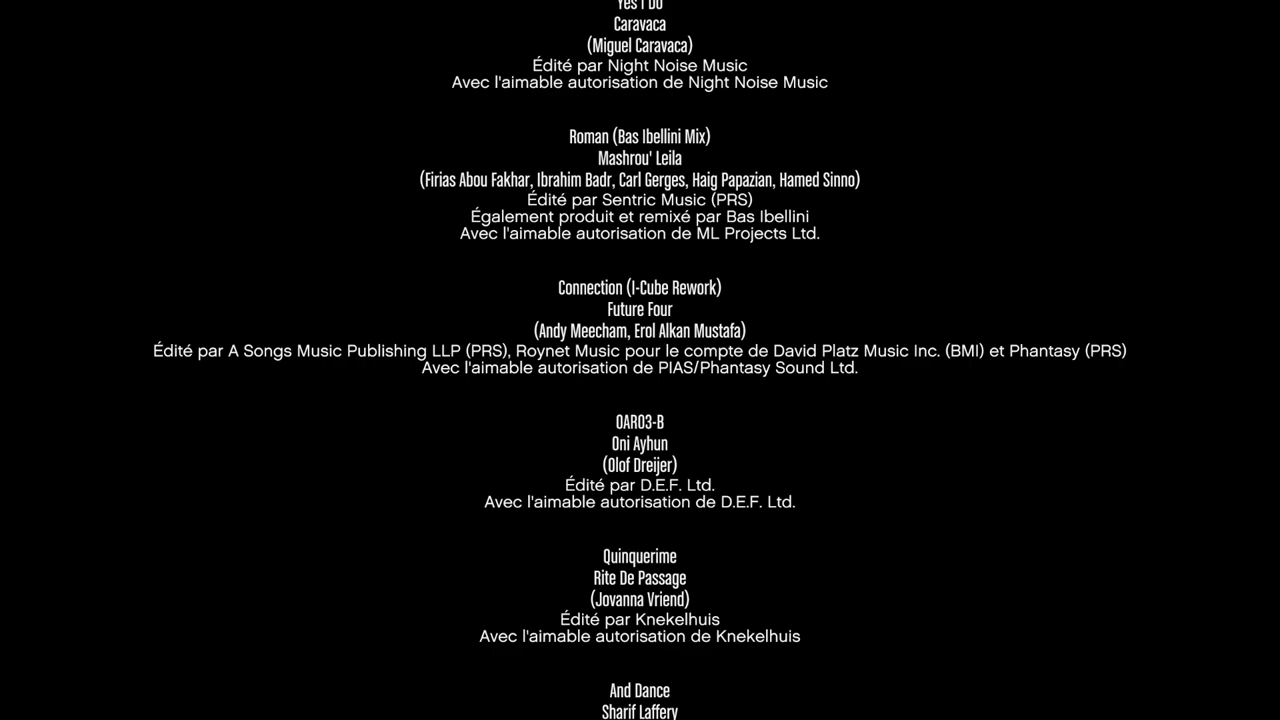 Yes I Do
Caravaca
(Miguel Caravaca)
Édité par Night Noise Music
Avec l'aimable autorisation de Night Noise Music
Roman (Bas Ibellini Mix)
Mashrou' Leila
(Firias Abou Fakhar, Ibrahim Badr, Carl Gerges, Haig Papazian, Hamed Sinno)
Édité par Sentric Music (PRS)
Également produit et remixé par Bas Ibellini
Avec l'aimable autorisation de ML Projects Ltd.
Connection (I-Cube Rework)
Future Four
(Andy Meecham, Erol Alkan Mustafa)
Édité par A Songs Music Publishing LLP (PRS), Roynet Music pour le compte de David Platz Music Inc. (BMI) et Phantasy (PRS)
Avec l'aimable autorisation de PIAS/Phantasy Sound Ltd.
OAR03-B
Oni Ayhun
(Olof Dreijer)
Édité par D.E.F. Ltd.
Avec l'aimable autorisation de D.E.F. Ltd.
Quinquerime
Rite De Passage
(Jovanna Vriend)
Édité par Knekelhuis
Avec l'aimable autorisation de Knekelhuis
And Dance
Sharif Laffery